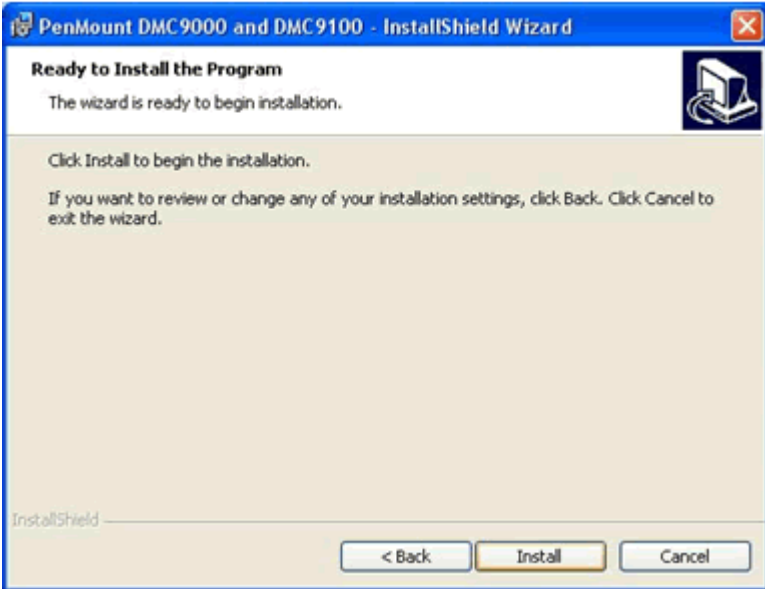 PenMount DMC9000 and DMC9100 - InstallShield Wizard
Ready to Install the Program
The wizard is ready to begin installation.
Click Install to begin the installation.
If you want to review or change any of your installation settings, click Back. Click Cancel to
exit the wizard.
InstallShield
< Back Install Cancel